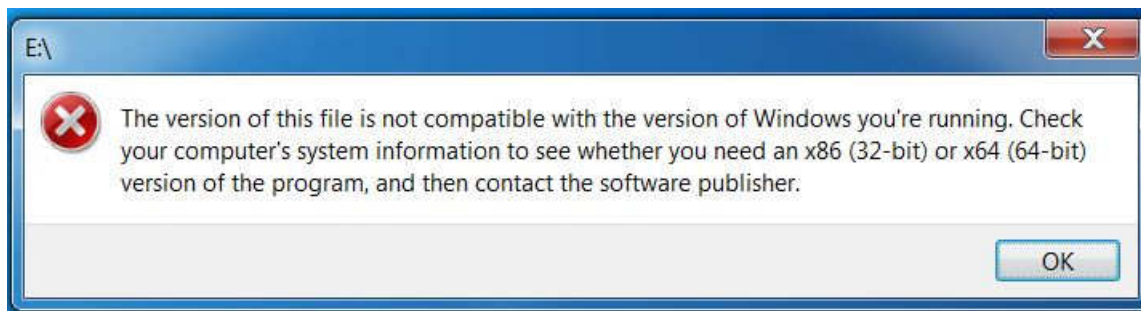 E:\
The version of this file is not compatible with the version of Windows you're running. Check
your computer's system information to see whether you need an x86 (32-bit) or x64 (64-bit)
version of the program, and then contact the software publisher.
OK